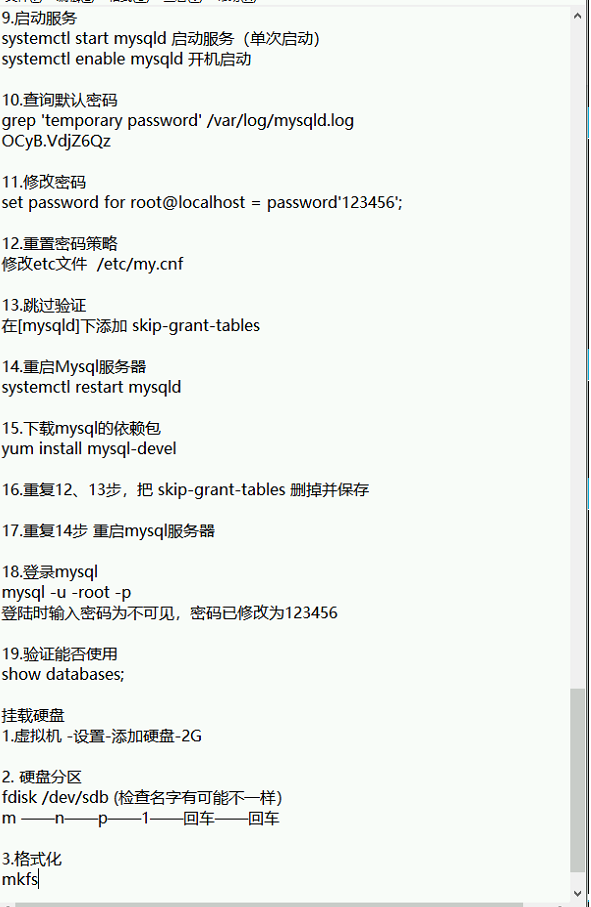 9.启动服务
systemctl start mysqld 启动服务（单次启动）
systemctl enable mysqld 开机启动
10.查询默认密码
grep 'temporary password' /var/log/mysqld.log
OCyB.VdjZ6Qz
11.修改密码
set password for root@localhost = password'123456';
12.重置密码策略
修改etc文件  /etc/my.cnf
13.跳过验证
在[mysqld]下添加 skip-grant-tables
14.重启Mysql服务器
systemctl restart mysqld
15.下载mysql的依赖包
yum install mysql-devel
16.重复12、13步，把 skip-grant-tables 删掉并保存
17.重复14步 重启mysql服务器
18.登录mysql
mysql -u -root -p
登陆时输入密码为不可见，密码已修改为123456
19.验证能否使用
show databases;
挂载硬盘
1.虚拟机 -设置-添加硬盘-2G
2. 硬盘分区
fdisk /dev/sdb (检查名字有可能不一样）
m ——n——p——1——回车——回车
3.格式化
mkfs